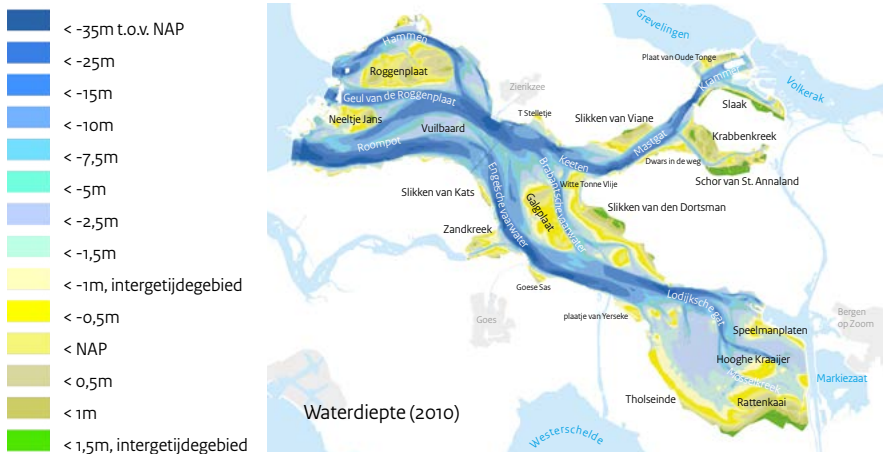 < -35m t.o.v. NAP
< -25m
< -15m
< -10m
< -7,5m
< -5m
< -2,5m
< -1,5m
< -1m, intergetijdegebied
< -0,5m
< NAP
< 0,5m
< 1m
< 1,5m, intergetijdegebied
Grevelingen
Hammen
Plaat van Oude Tonge
Roggenplaat
Krammer
Volkerak
Zienkzee
Geul van de Roggenplaat
Slaak
Neeltje Jans
T Stelletje
Slikken van Viane
Vuilbaard
Mastgat
Krabbenkreek
Roompot
Keeten
Dwars in de weg
Brabantsche vaarwater
Witte Tonne Vlije
Schor van St. Annaland
Engelsche vaarwater
Slikken van Kats
Galgplaat
Slikken van den Dortsman
Zandkreek
Goese Sas
Lodijksche gat
Goes
plaatje van Yerseke
Bergen
op Zoom
Speelmanplaten
Hooghe Kraaijer
Markiezaat
Tholseinde
Rattenkaai
Waterdiepte (2010)
Westerschelde